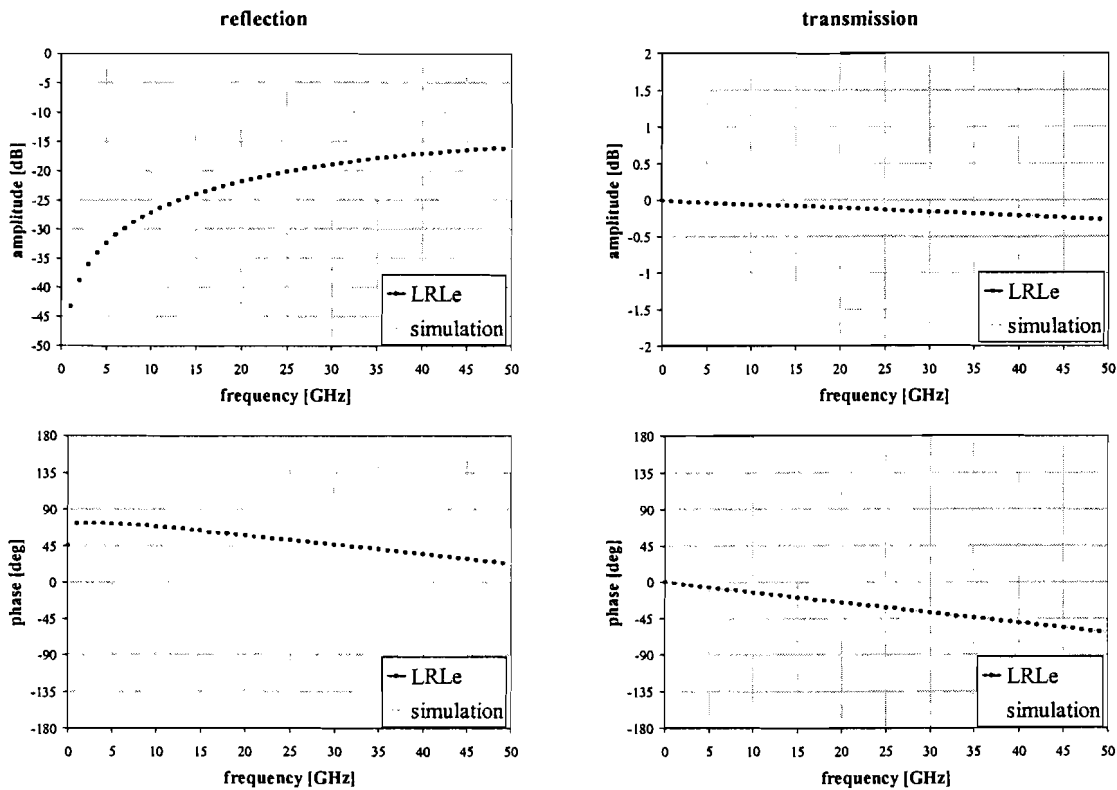 reflection
transmission
0
-5
-10
-15
-20
-25
-30
-35
-40
-45
-50
amplitude [dB]
LRLe
simulation
0 5 10 15 20 25 30 35 40 45 50
frequency [GHz]
2
1.5
1
0.5
0
-0.5
-1
-1.5
-2
amplitude [dB]
LRLe
simulation
0 5 10 15 20 25 30 35 40 45 50
frequency [GHz]
180
135
90
45
0
-45
-90
-135
-180
phase [deg]
LRLe
simulation
0 5 10 15 20 25 30 35 40 45 50
frequency [GHz]
180
135
90
45
0
-45
-90
-135
-180
phase [deg]
LRLe
simulation
0 5 10 15 20 25 30 35 40 45 50
frequency [GHz]